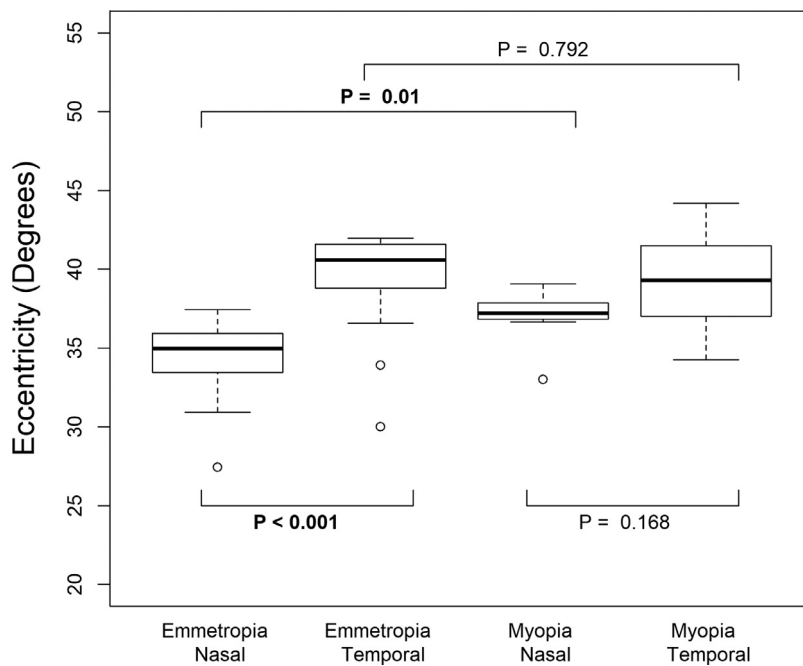 Eccentricity (Degrees)
55
50
45
40
35
30
25
20
P = 0.792
P = 0.01
P < 0.001
P = 0.168
Emmetropia
Nasal
Emmetropia
Temporal
Myopia
Nasal
Myopia
Temporal